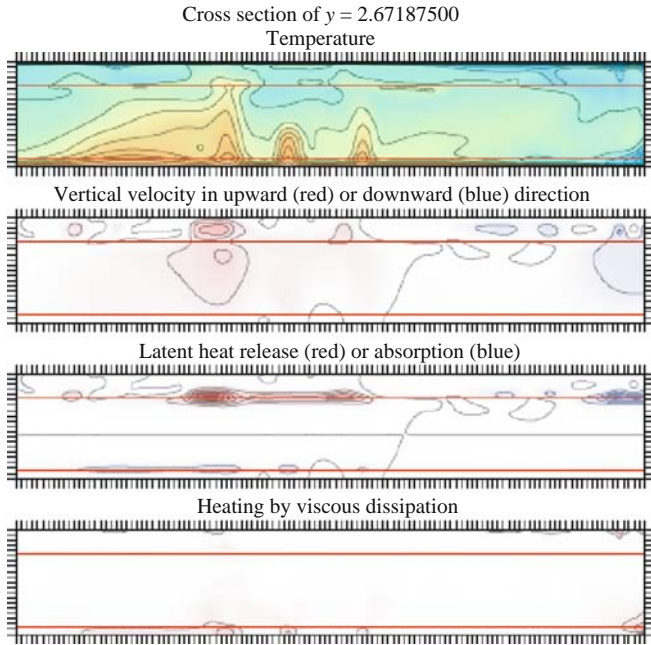 Cross section of y = 2.67187500
Temperature
Vertical velocity in upward (red) or downward (blue) direction
Latent heat release (red) or absorption (blue)
Heating by viscous dissipation